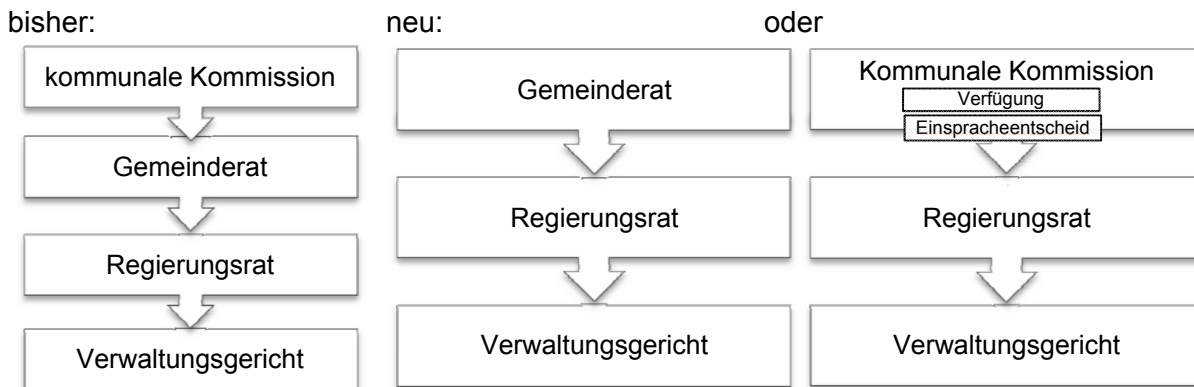 bisher:
kommunale Kommission
Gemeinderat
Regierungsrat
Verwaltungsgericht
neu:
Gemeinderat
Regierungsrat
Verwaltungsgericht
oder
Kommunale Kommission
Verfügung
Einspracheentscheid
Regierungsrat
Verwaltungsgericht